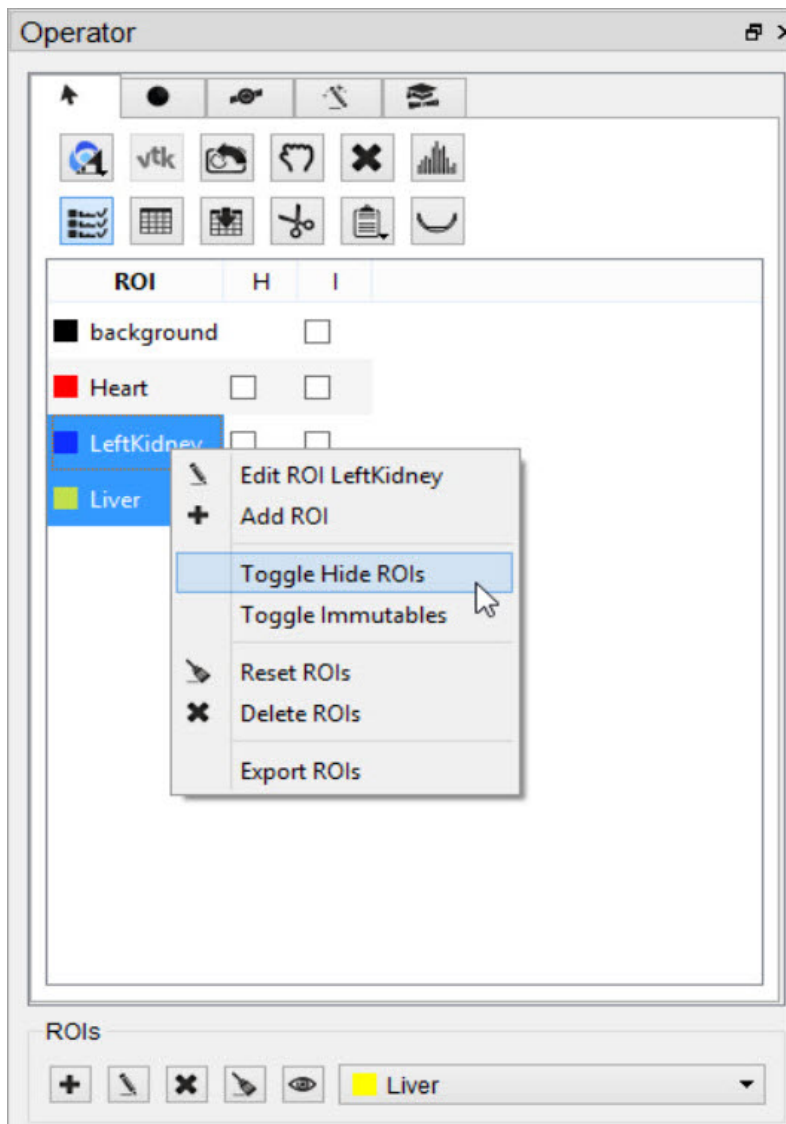 Operator
vtk
ROI H I
background
Heart
LeftKidney
Liver
Edit ROI LeftKidney
Add ROI
Toggle Hide ROIs
Toggle Immutables
Reset ROIs
Delete ROIs
Export ROIs
ROIs
Liver